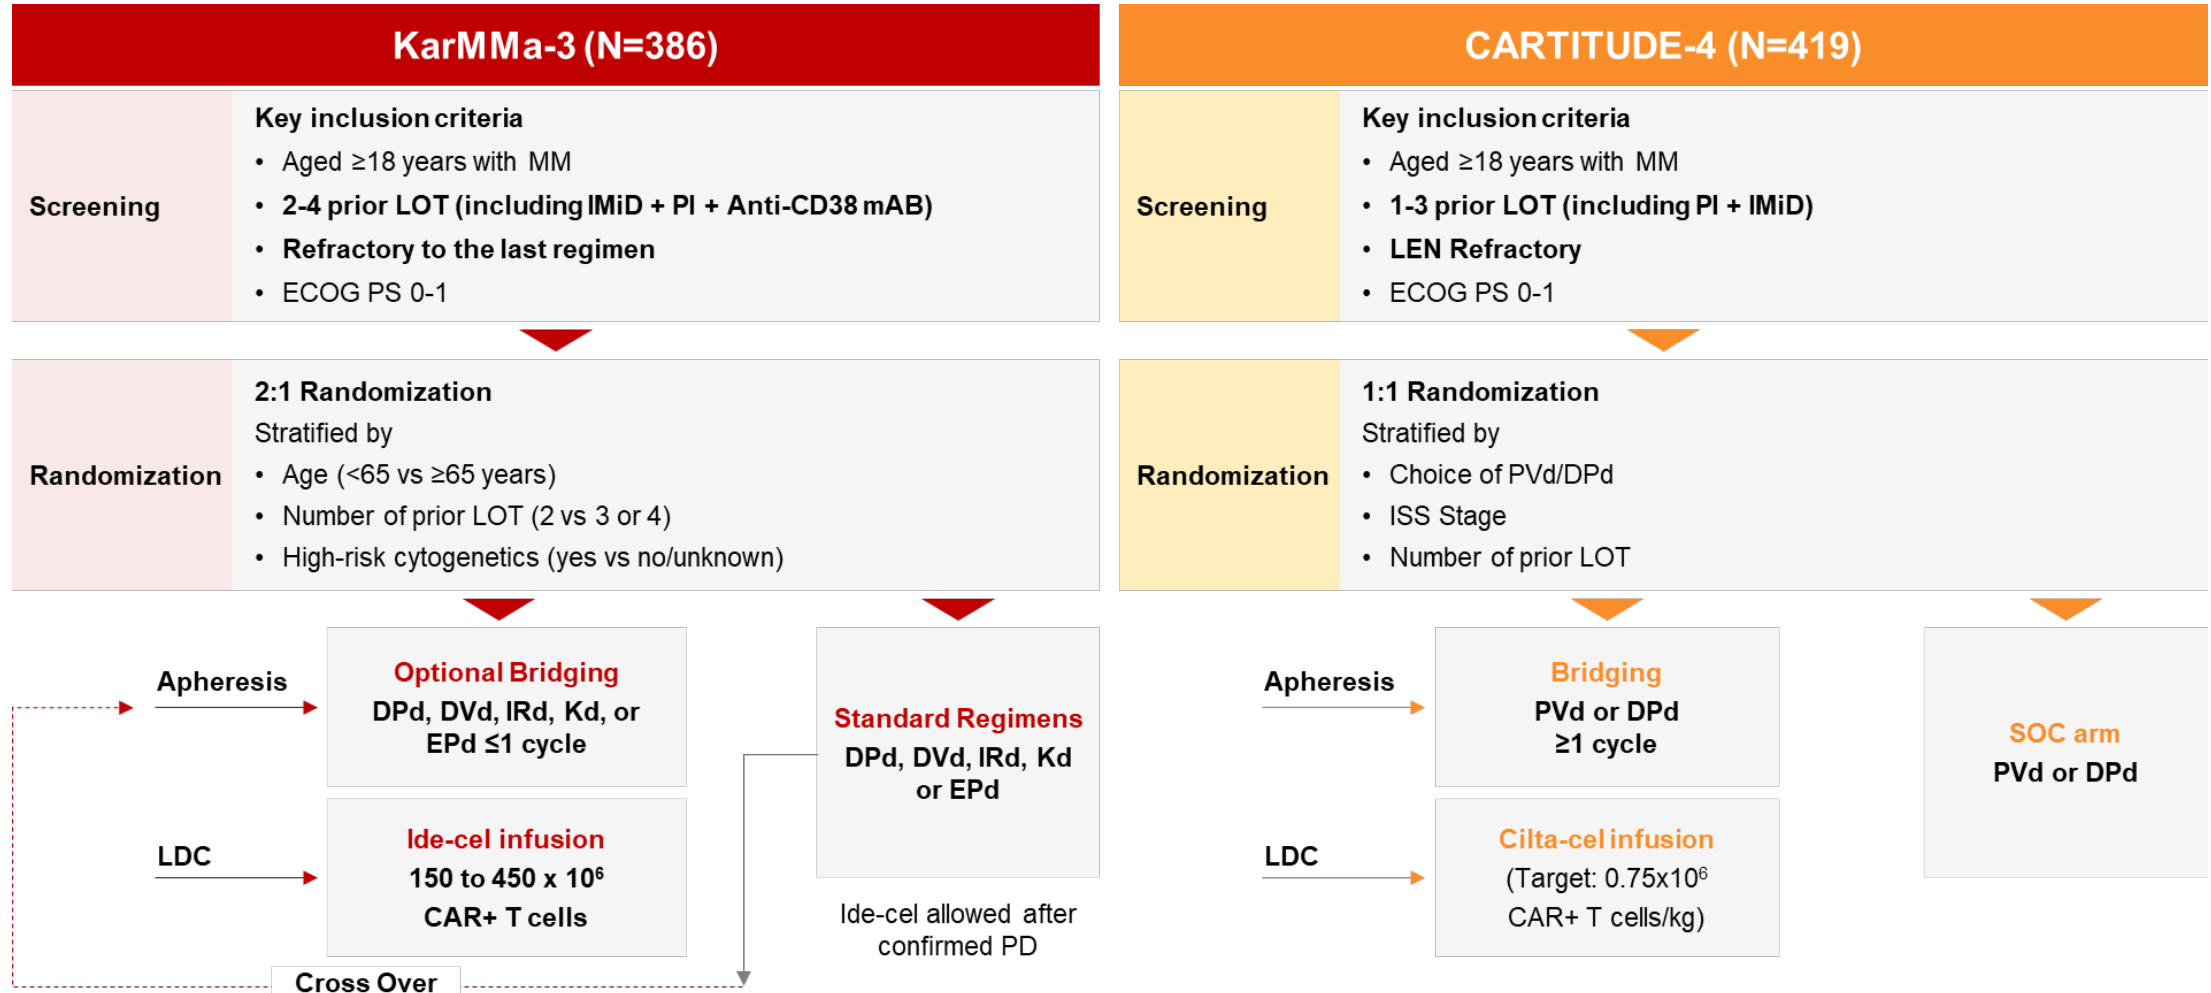 KarMMa-3 (N=386)
Screening
Key inclusion criteria
• Aged ≥18 years with MM
• 2-4 prior LOT (including IMiD + PI + Anti-CD38 mAB)
• Refractory to the last regimen
• ECOG PS 0-1
Randomization
2:1 Randomization
Stratified by
• Age (<65 vs ≥65 years)
• Number of prior LOT (2 vs 3 or 4)
• High-risk cytogenetics (yes vs no/unknown)
Apheresis
Optional Bridging
DPd, DVd, IRd, Kd, or
EPd ≤1 cycle
LDC
Ide-cel infusion
150 to 450 x 10⁶
CAR+ T cells
Standard Regimens
DPd, DVd, IRd, Kd
or EPd
Ide-cel allowed after
confirmed PD
Cross Over
CARTITUDE-4 (N=419)
Screening
Key inclusion criteria
• Aged ≥18 years with MM
• 1-3 prior LOT (including PI + IMiD)
• LEN Refractory
• ECOG PS 0-1
Randomization
1:1 Randomization
Stratified by
• Choice of PVd/DPd
• ISS Stage
• Number of prior LOT
Apheresis
Bridging
PVd or DPd
≥1 cycle
LDC
Cilta-cel infusion
(Target: 0.75x10⁶
CAR+ T cells/kg)
SOC arm
PVd or DPd